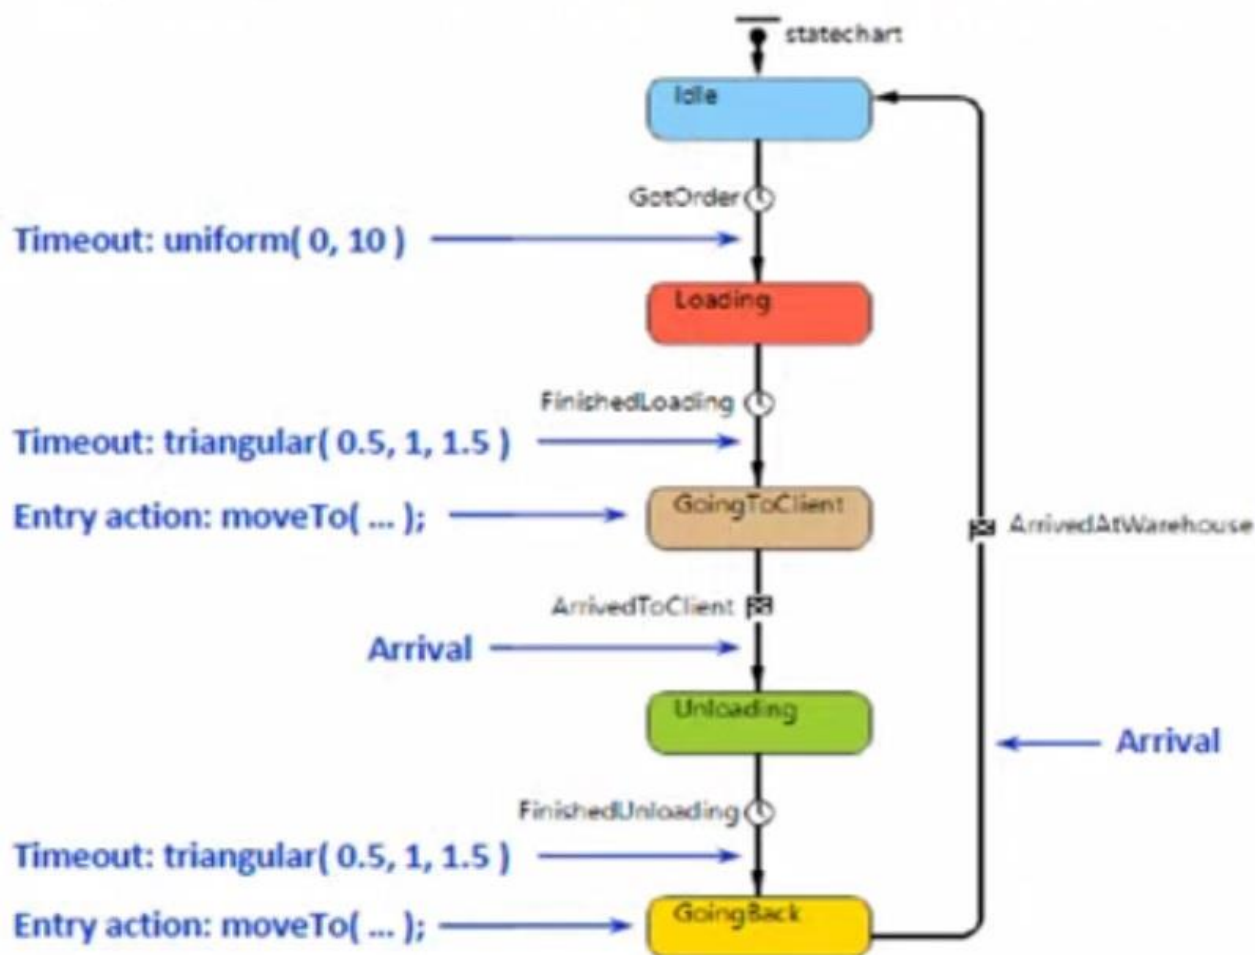 statechart
Idle
GotOrder
Timeout: uniform( 0, 10 )
Loading
FinishedLoading
Timeout: triangular( 0.5, 1, 1.5 )
Entry action: moveTo( ... );
GoingToClient
ArrivedAtWarehouse
ArrivedToClient
Arrival
Unloading
Arrival
FinishedUnloading
Timeout: triangular( 0.5, 1, 1.5 )
Entry action: moveTo( ... );
GoingBack